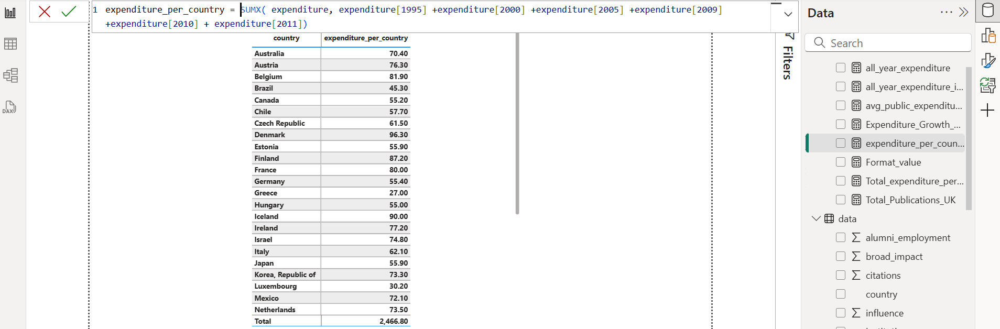 1 expenditure_per_country = SUMX( expenditure, expenditure[1995] +expenditure[2000] +expenditure[2005] +expenditure[2009]
+expenditure[2010] + expenditure[2011])
DAX
country expenditure_per_country
Australia 70.40
Austria 76.30
Belgium 81.90
Brazil 45.30
Canada 55.20
Chile 57.70
Czech Republic 61.50
Denmark 96.30
Estonia 55.90
Finland 87.20
France 80.00
Germany 55.40
Greece 27.00
Hungary 55.00
Iceland 90.00
Ireland 77.20
Israel 74.80
Italy 62.10
Japan 55.90
Korea, Republic of 73.30
Luxembourg 30.20
Mexico 72.10
Netherlands 73.50
Total 2,466.80
Filters
Data
Search
all_year_expenditure
all_year_expenditure_i...
avg_public_expenditu...
Expenditure_Growth_...
expenditure_per_coun...
Format_value
Total_expenditure_per...
Total_Publications_UK
data
alumni_employment
broad_impact
citations
country
influence